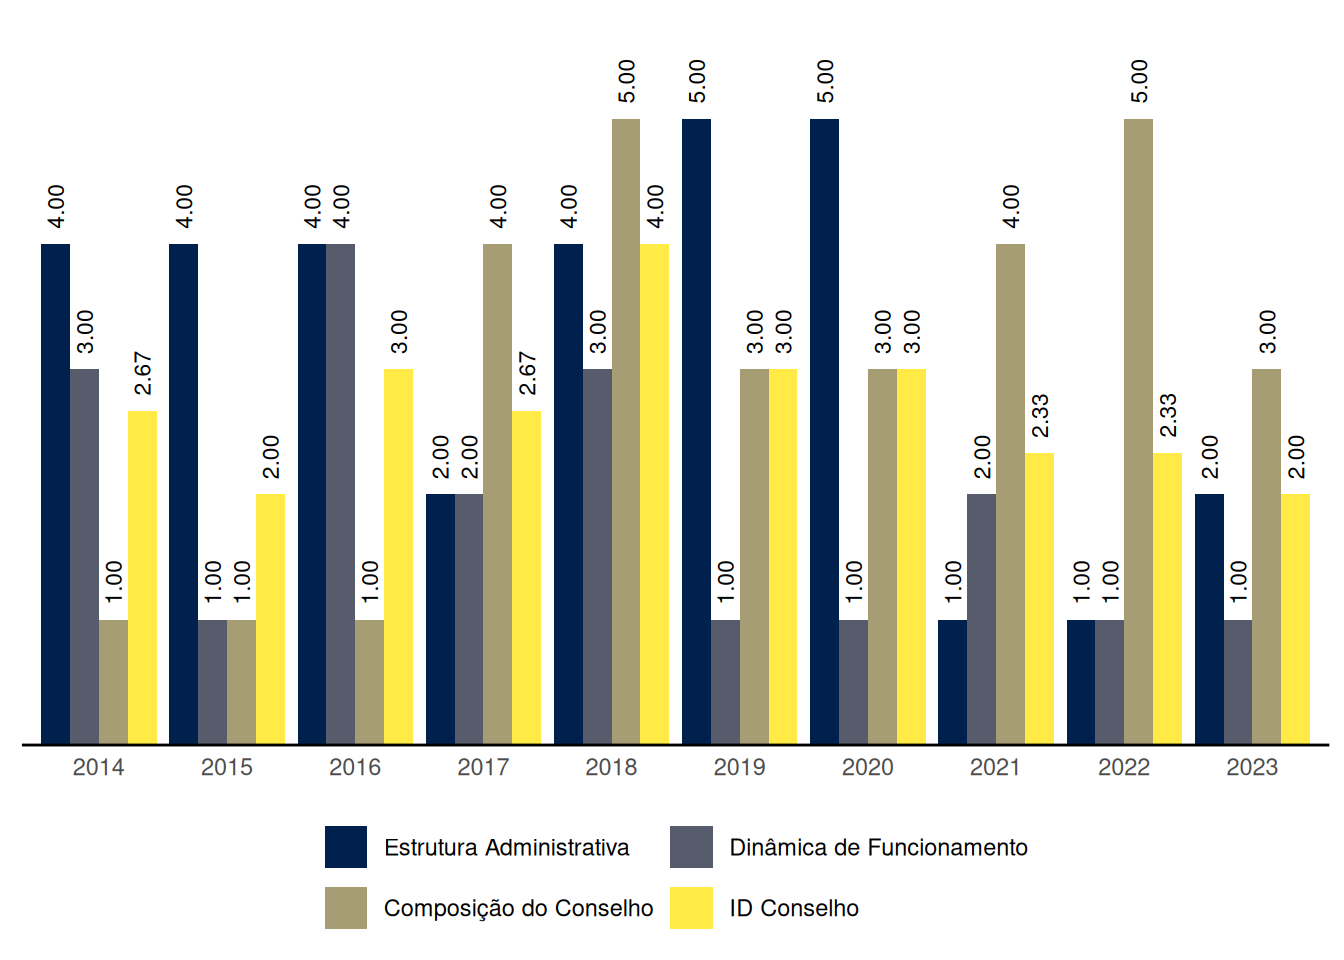 5.00 5.00 5.00 5.00
4.00 4.00 4.00 4.00 4.00 4.00 4.00 4.00
3.00 3.00 3.00 3.00 3.00 3.00 3.00 3.00
2.67 2.67
2.33 2.33
2.00 2.00 2.00 2.00 2.00 2.00
1.00 1.00 1.00 1.00 1.00 1.00 1.00 1.00 1.00 1.00
2014 2015 2016 2017 2018 2019 2020 2021 2022 2023
Estrutura Administrativa Dinâmica de Funcionamento
Composição do Conselho ID Conselho